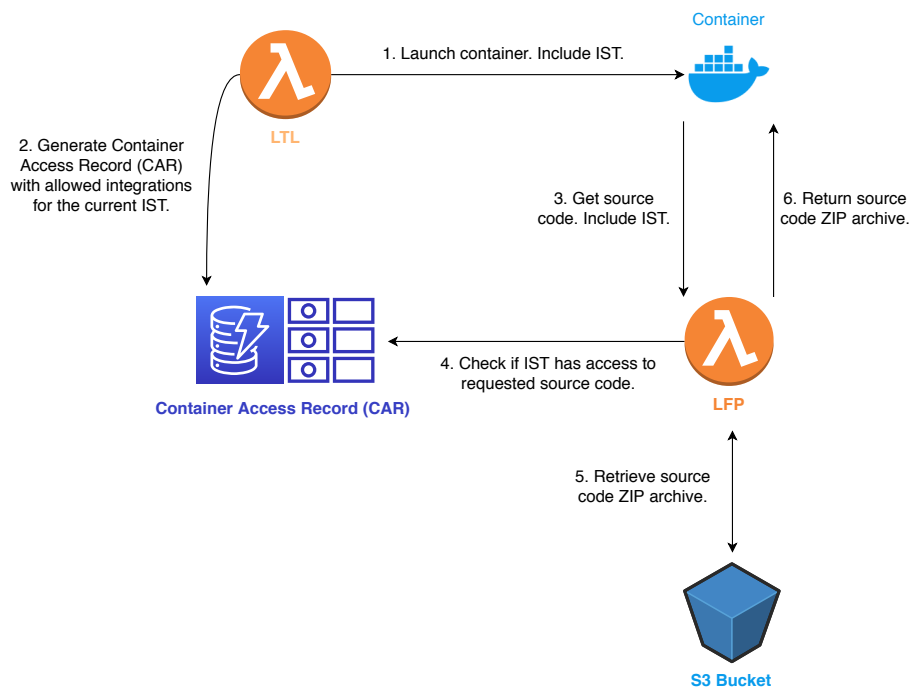 Container
1. Launch container. Include IST.
LTL
2. Generate Container
Access Record (CAR)
with allowed integrations
for the current IST.
3. Get source
code. Include IST.
6. Return source
code ZIP archive.
4. Check if IST has access to
requested source code.
Container Access Record (CAR)
LFP
5. Retrieve source
code ZIP archive.
S3 Bucket